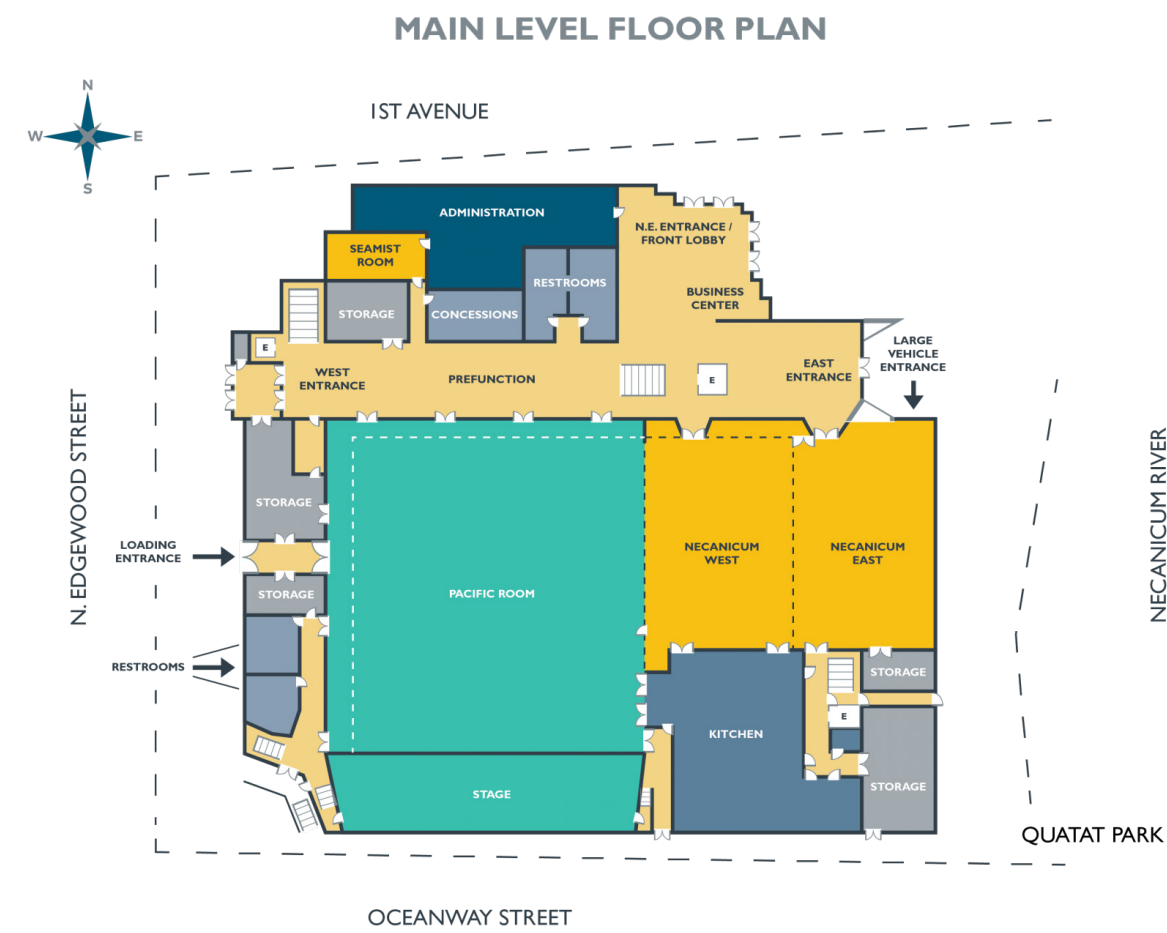 MAIN LEVEL FLOOR PLAN
N
W
E
S
1ST AVENUE
ADMINISTRATION
N.E. ENTRANCE /
FRONT LOBBY
SEAMIST
ROOM
RESTROOMS
BUSINESS
CENTER
STORAGE
CONCESSIONS
E
WEST
ENTRANCE
PREFUNCTION
E
EAST
ENTRANCE
LARGE
VEHICLE
ENTRANCE
N. EDGEWOOD STREET
NECANICUM RIVER
STORAGE
LOADING
ENTRANCE
NECANICUM
WEST
NECANICUM
EAST
STORAGE
PACIFIC ROOM
RESTROOMS
STORAGE
E
KITCHEN
STAGE
STORAGE
QUATAT PARK
OCEANWAY STREET